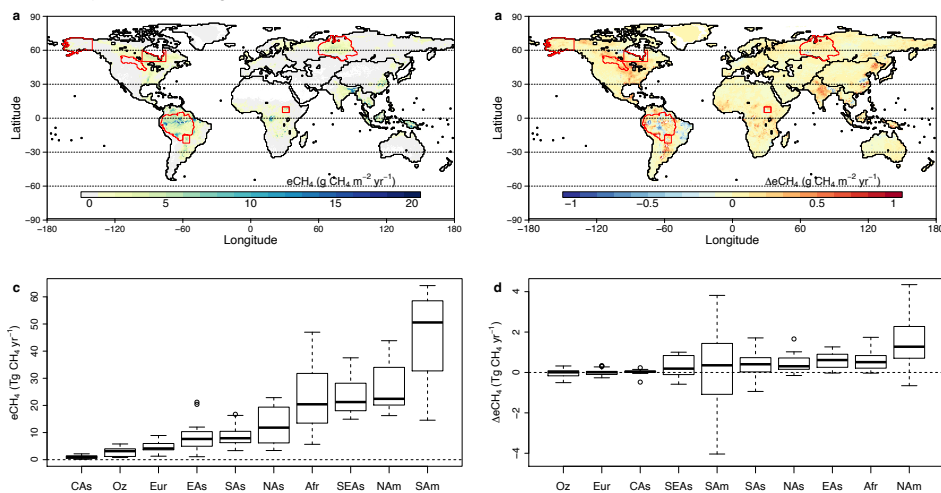 a
a
90
60
30
0
−30
−60
−90
Latitude
eCH4 (g CH4 m−2 yr−1)
0 5 10 15 20
−180 −120 −60 0 60 120 180
Longitude
90
60
30
0
−30
−60
−90
Latitude
ΔeCH4 (g CH4 m−2 yr−1)
−1 −0.5 0 0.5 1
−180 −120 −60 0 60 120 180
Longitude
c
60
50
40
30
20
10
0
eCH4 (Tg CH4 yr−1)
CAs Oz Eur EAs SAs NAs Afr SEAs NAm SAm
d
4
2
0
−2
−4
ΔeCH4 (Tg CH4 yr−1)
Oz Eur CAs SEAs SAm SAs NAs EAs Afr NAm